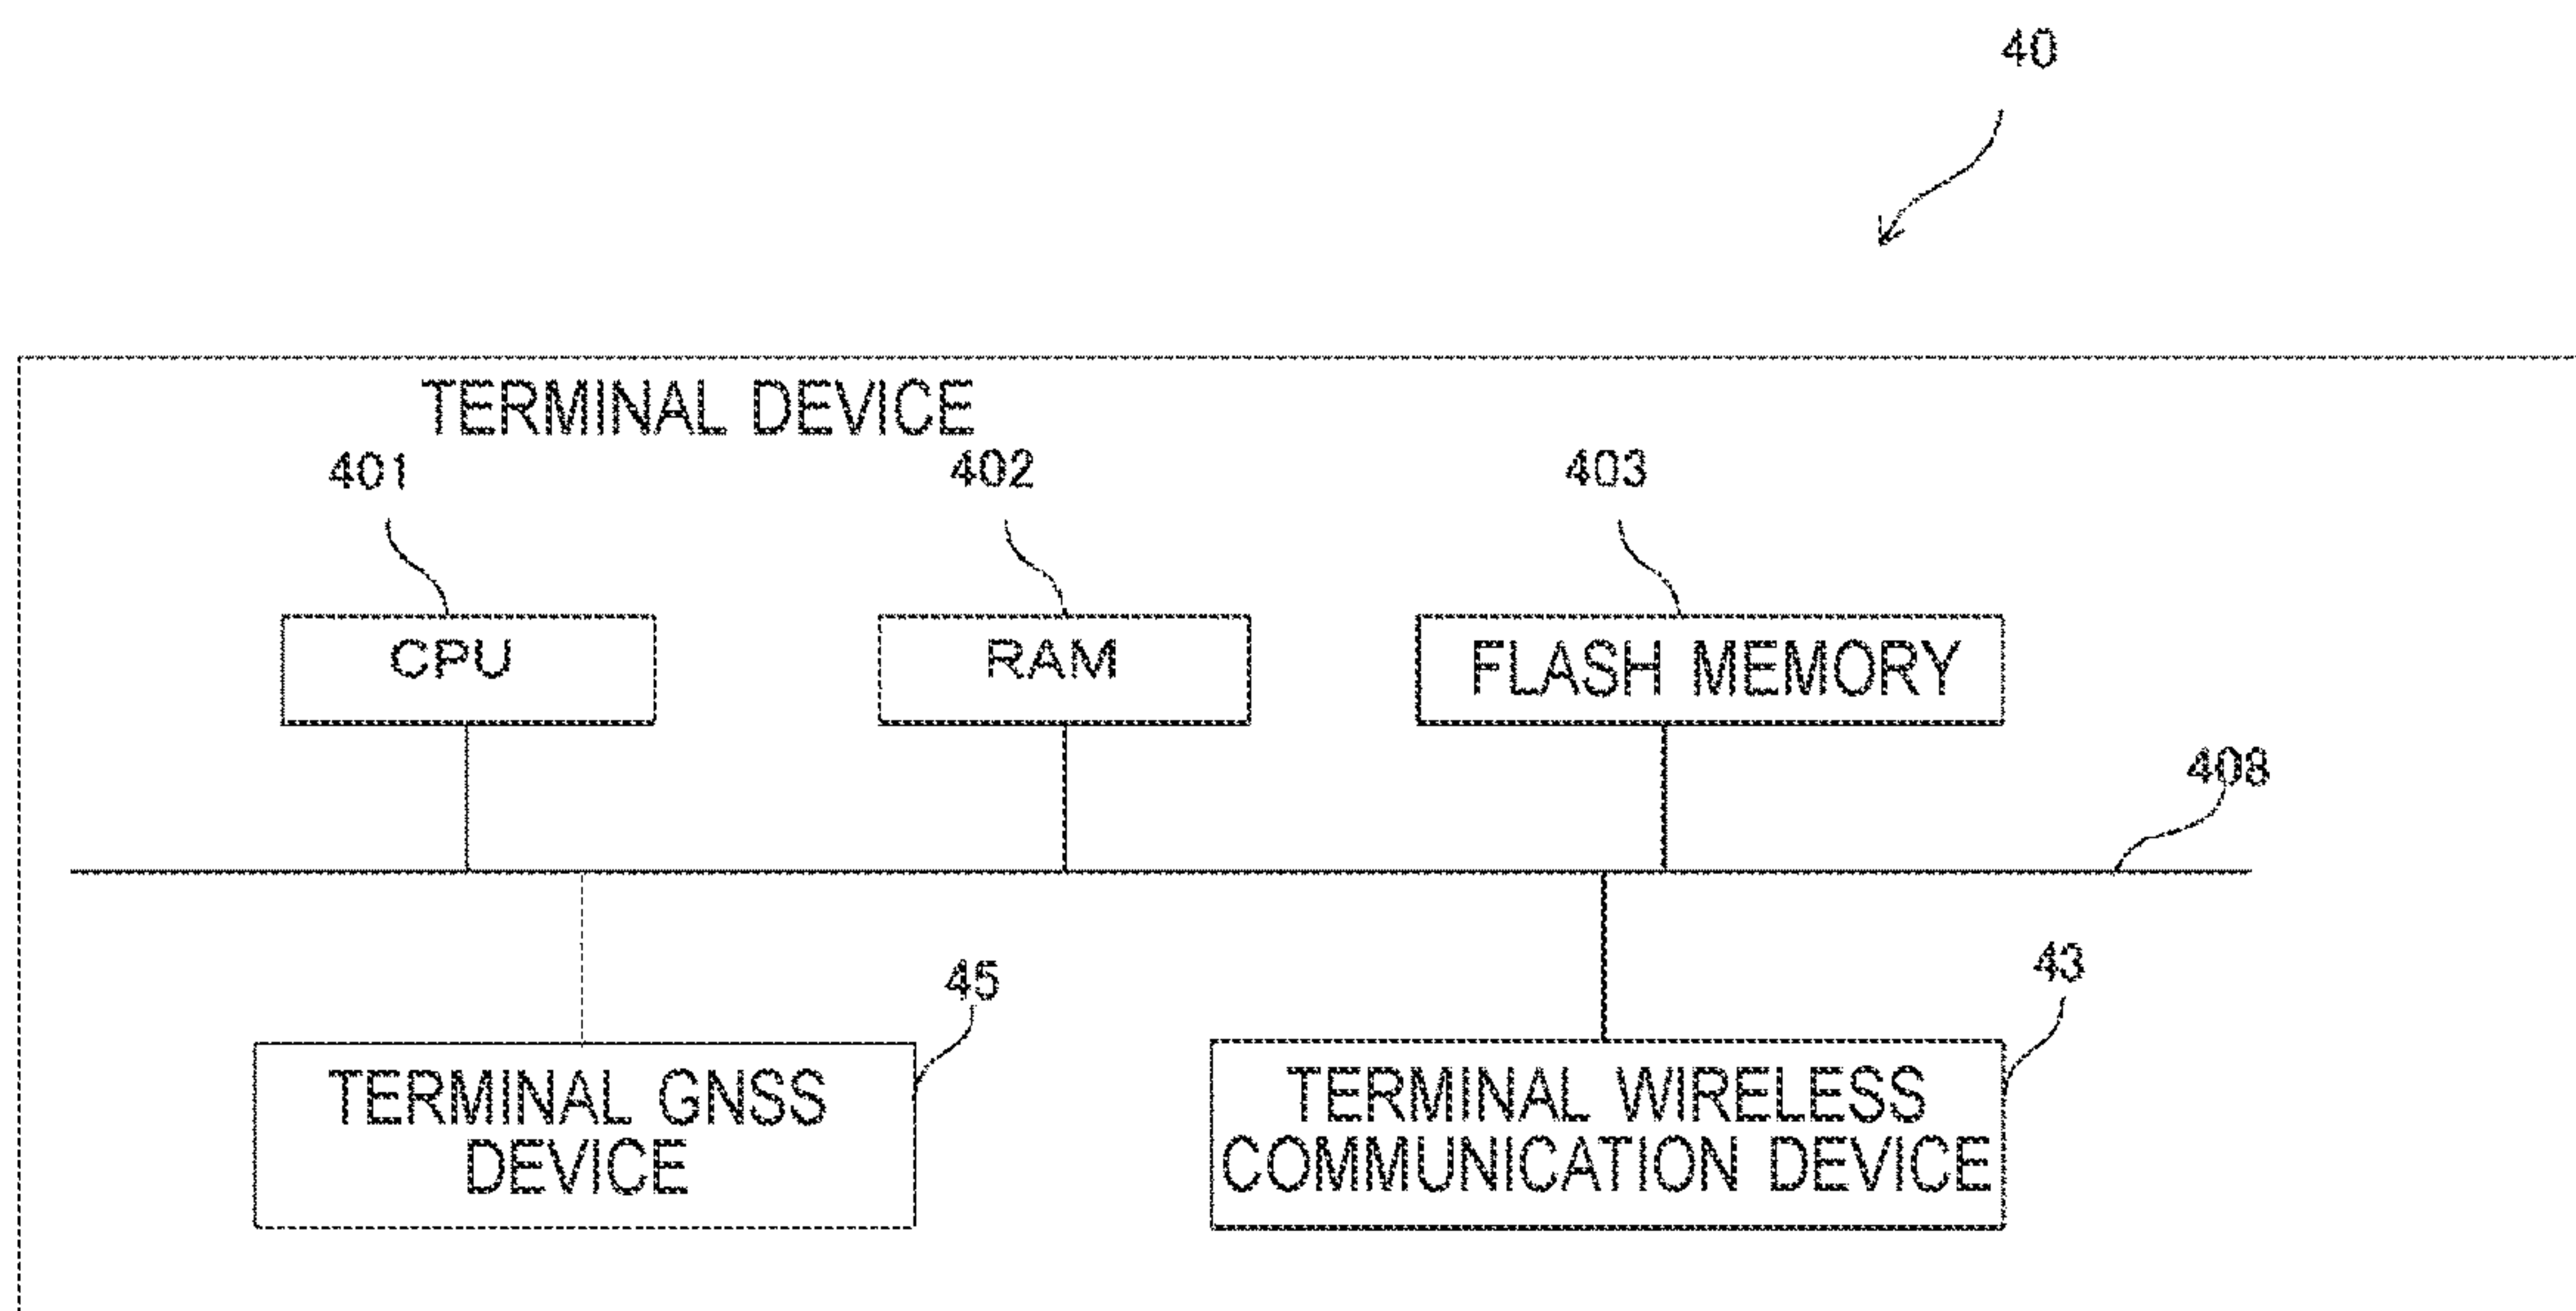 40
TERMINAL DEVICE
401
402
403
CPU
RAM
FLASH MEMORY
408
45
43
TERMINAL GNSS
DEVICE
TERMINAL WIRELESS
COMMUNICATION DEVICE